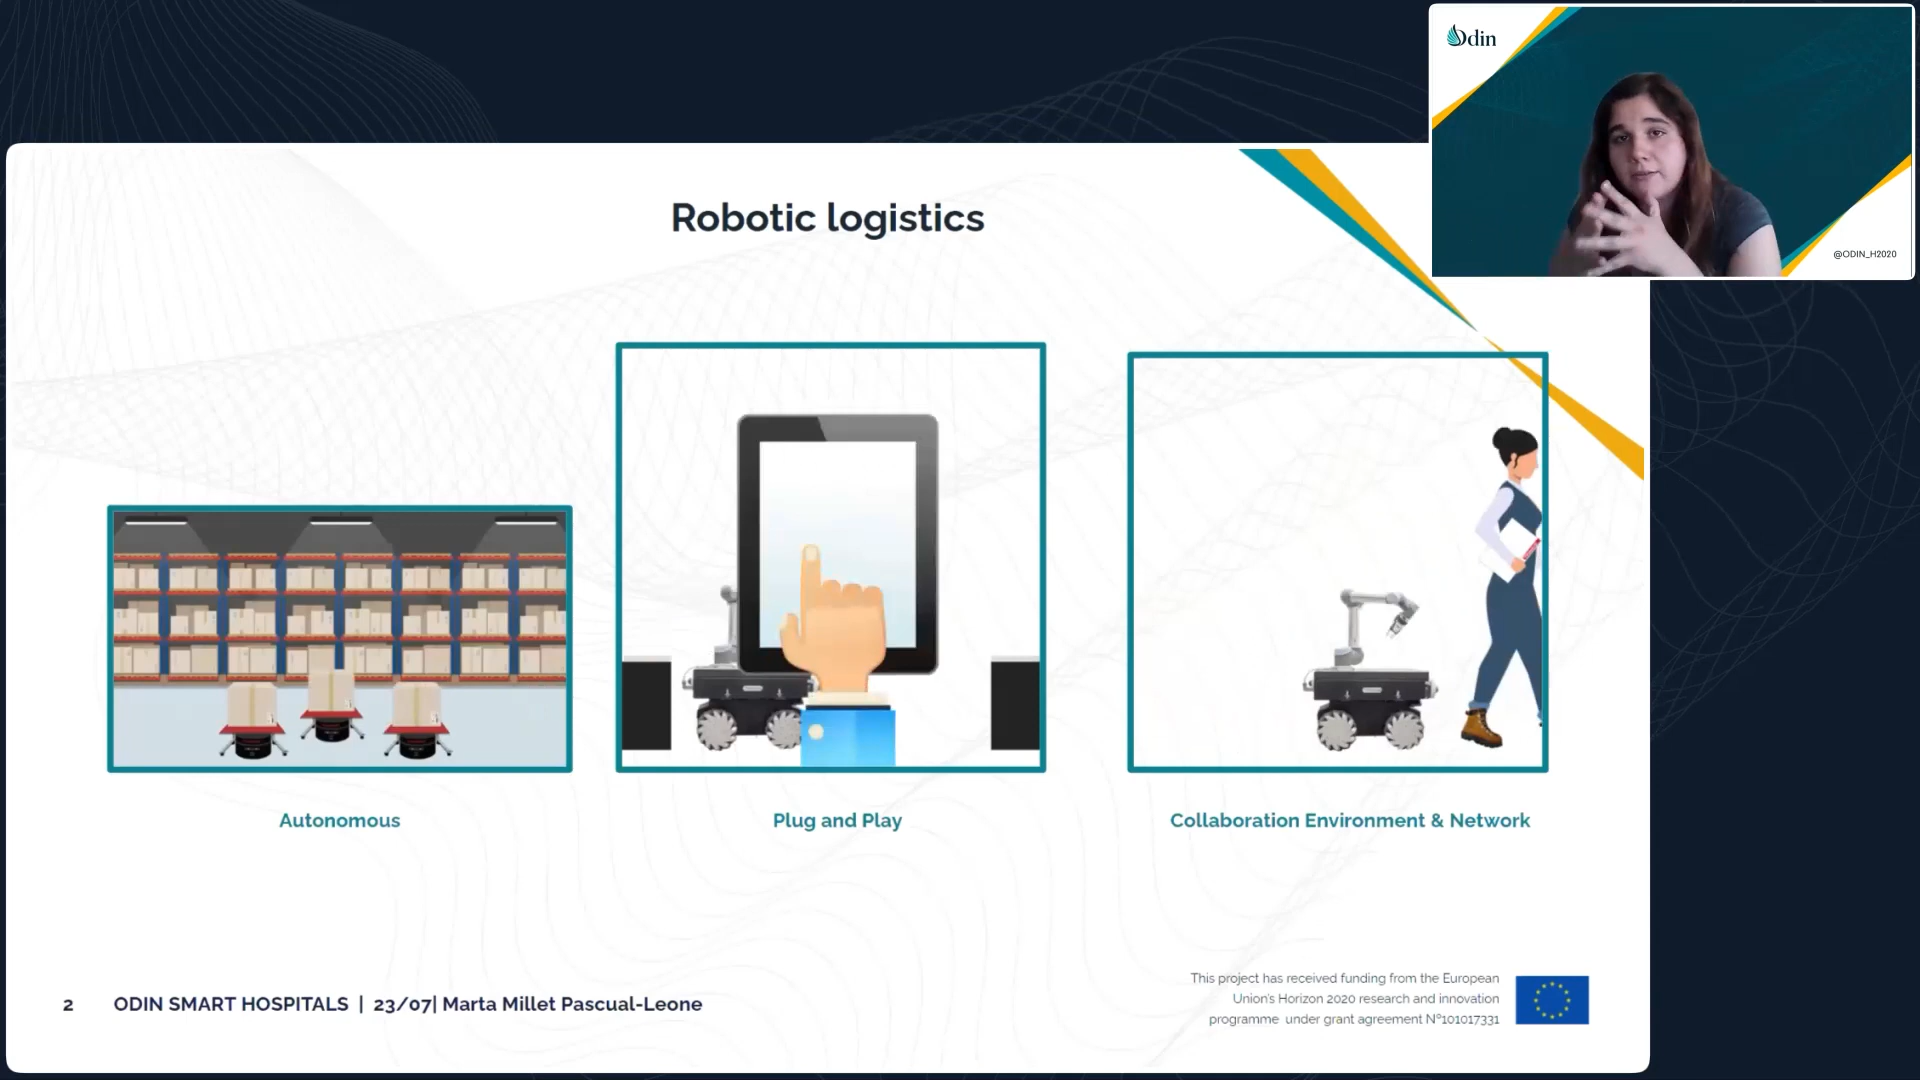 Odin
@ODIN_H2020
Robotic logistics
Autonomous
Plug and Play
Collaboration Environment & Network
2 ODIN SMART HOSPITALS | 23/07| Marta Millet Pascual-Leone
This project has received funding from the European
Union's Horizon 2020 research and innovation
programme under grant agreement Nº101017331